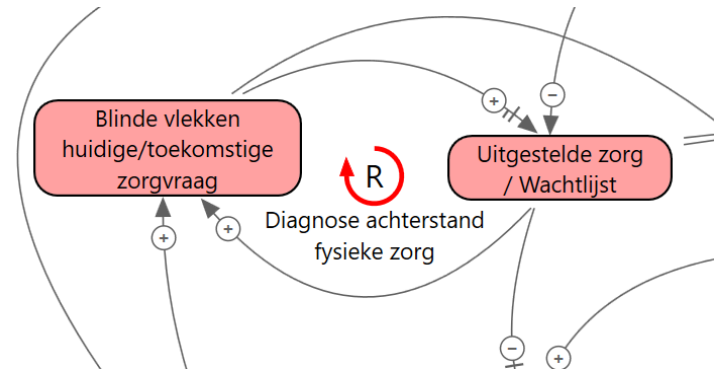 Blinde vlekken
huidige/toekomstige
zorgvraag
Uitgestelde zorg
/ Wachtlijst
R
Diagnose achterstand
fysieke zorg
+
−
+
+
−
+